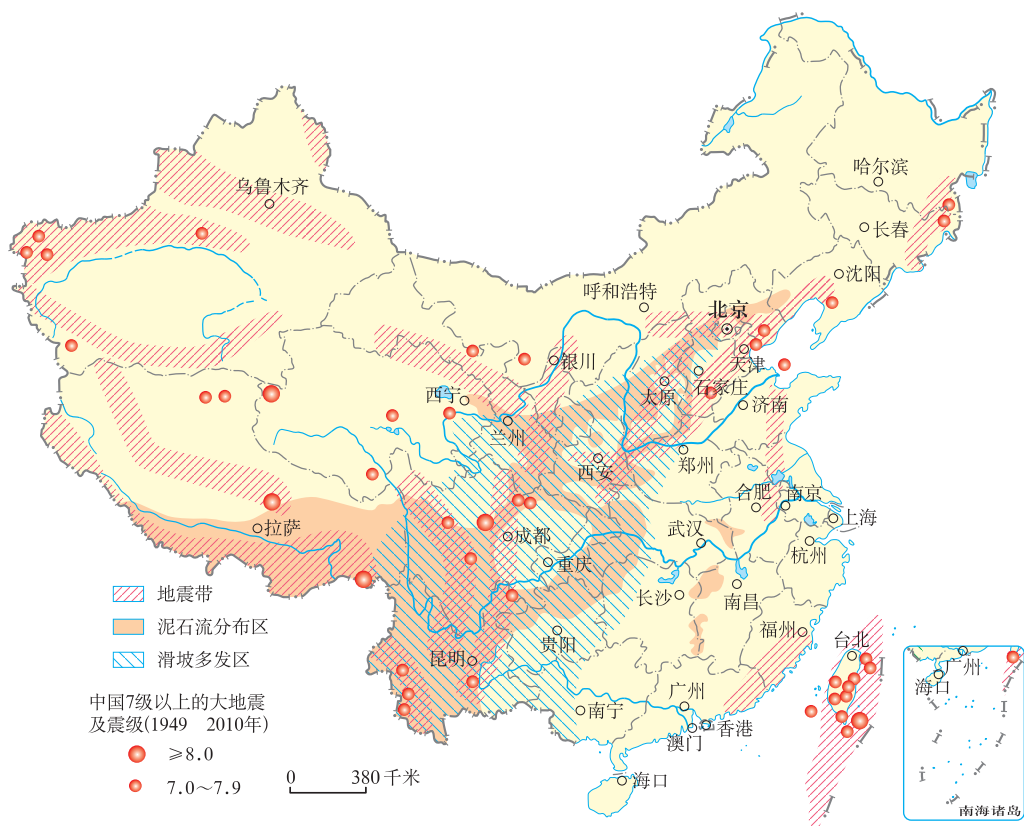 哈尔滨
乌鲁木齐
长春
沈阳
呼和浩特
北京
天津
银川
石家庄
太原
西宁
济南
兰州
郑州
西安
合肥
南京
上海
拉萨
成都
武汉
杭州
重庆
长沙
南昌
贵阳
福州
台北
昆明
广州
南宁
香港
澳门
海口
地震带
泥石流分布区
滑坡多发区
中国7级以上的大地震
及震级(1949 2010年)
≥8.0
7.0～7.9
0 380千米
广州
海口
南海诸岛